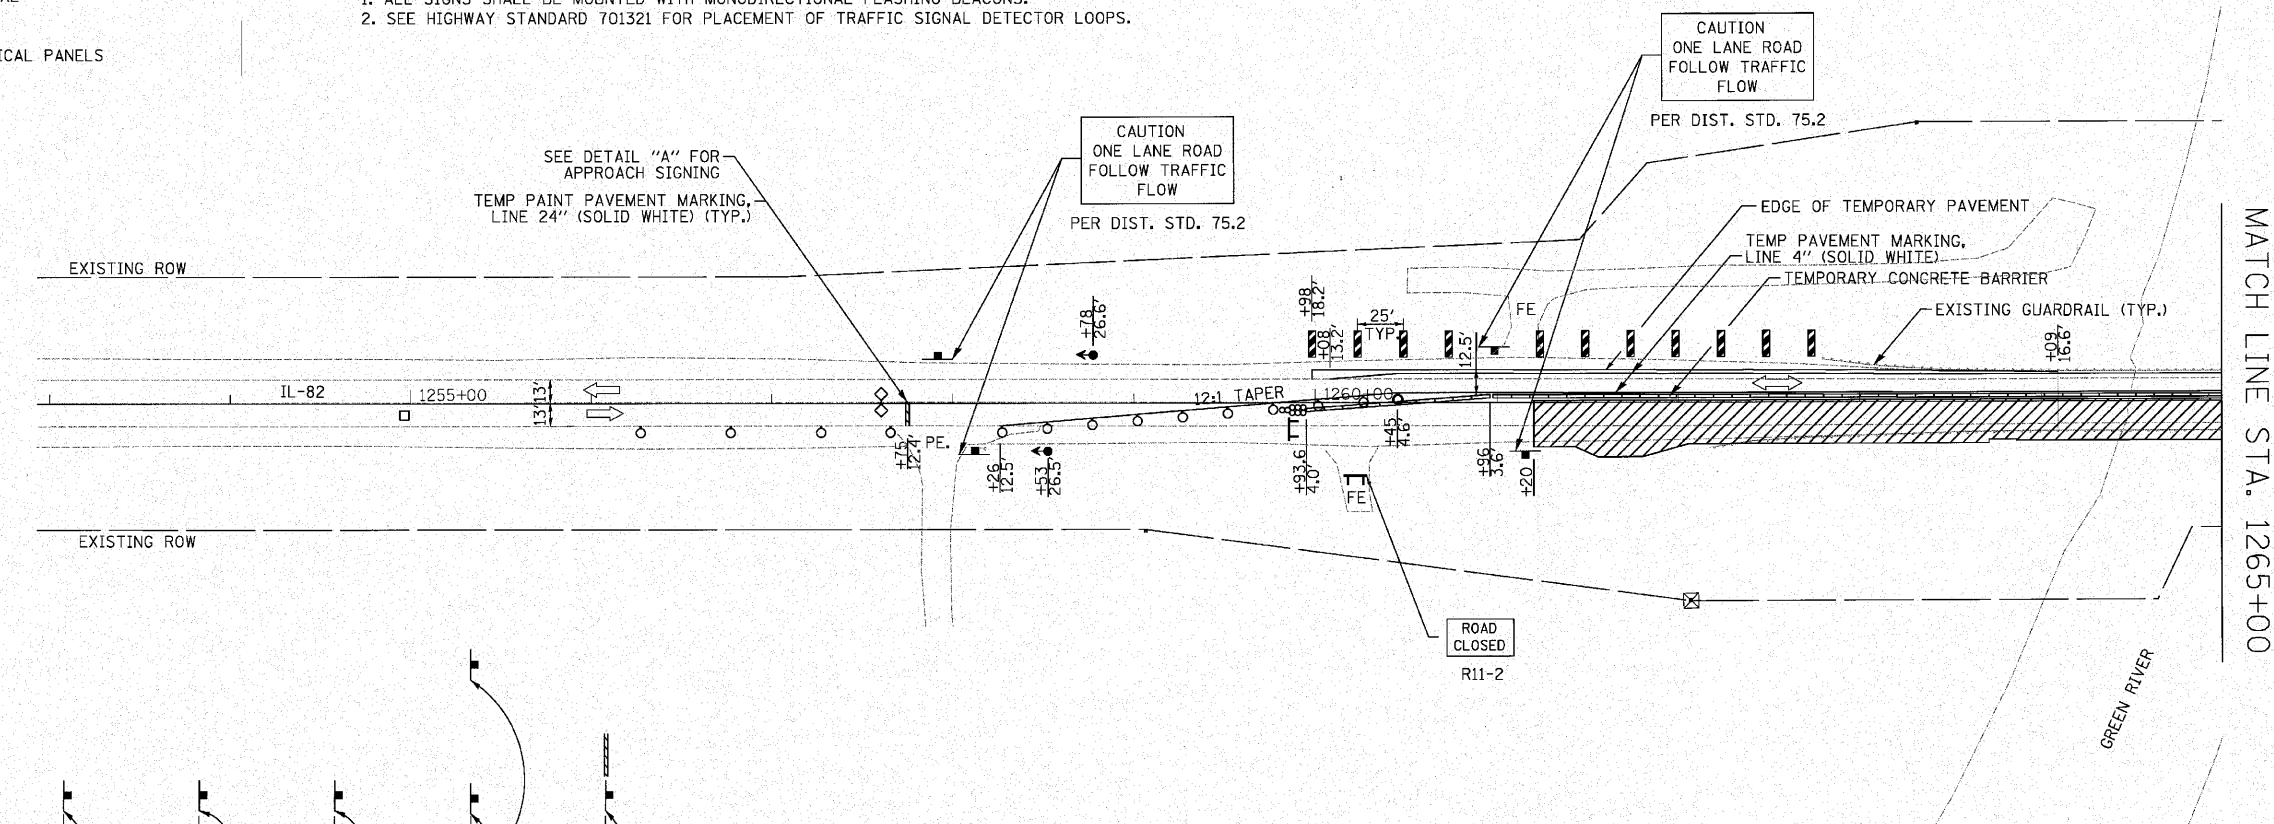 2. SEE HIGHWAY STANDARD 701321 FOR PLACEMENT OF TRAFFIC SIGNAL DETECTOR LOOPS.
ICAL PANELS
CAUTION
ONE LANE ROAD
FOLLOW TRAFFIC
FLOW
PER DIST. STD. 75.2
CAUTION
ONE LANE ROAD
FOLLOW TRAFFIC
FLOW
PER DIST. STD. 75.2
SEE DETAIL "A" FOR
APPROACH SIGNING
TEMP PAINT PAVEMENT MARKING,
LINE 24" (SOLID WHITE) (TYP.)
EDGE OF TEMPORARY PAVEMENT
TEMP PAVEMENT MARKING,
LINE 4" (SOLID WHITE)
TEMPORARY CONCRETE BARRIER
EXISTING GUARDRAIL (TYP.)
EXISTING ROW
+78
26.6'
+98
18.2'
+08
13.2'
25'
TYP.
12.5'
FE
+09
16.6'
IL-82
1255+00
13'
13'
12:1 TAPER
1260+00
+75
12.4'
PE.
+26
12.5'
+53
26.5'
+93.6
4.0'
+45
4.6'
+96
3.6'
+20
FE
EXISTING ROW
ROAD
CLOSED
R11-2
GREEN RIVER
MATCH LINE STA. 1265+00